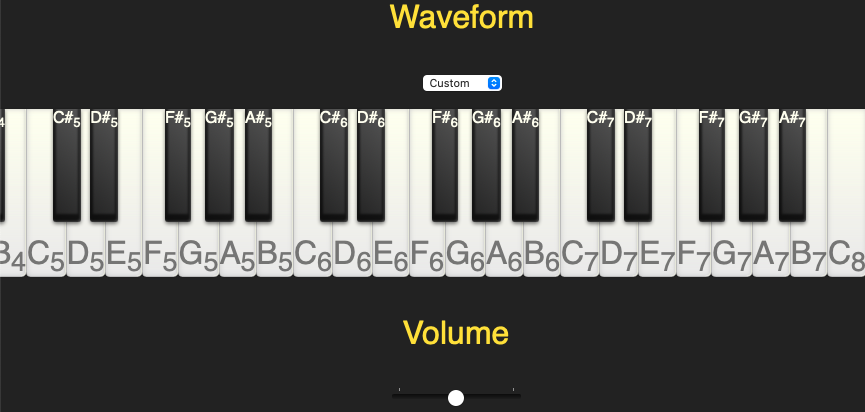 Waveform
Custom
4 C#5 D#5 F#5 G#5 A#5 C#6 D#6 F#6 G#6 A#6 C#7 D#7 F#7 G#7 A#7
B4 C5 D5 E5 F5 G5 A5 B5 C6 D6 E6 F6 G6 A6 B6 C7 D7 E7 F7 G7 A7 B7 C8
Volume